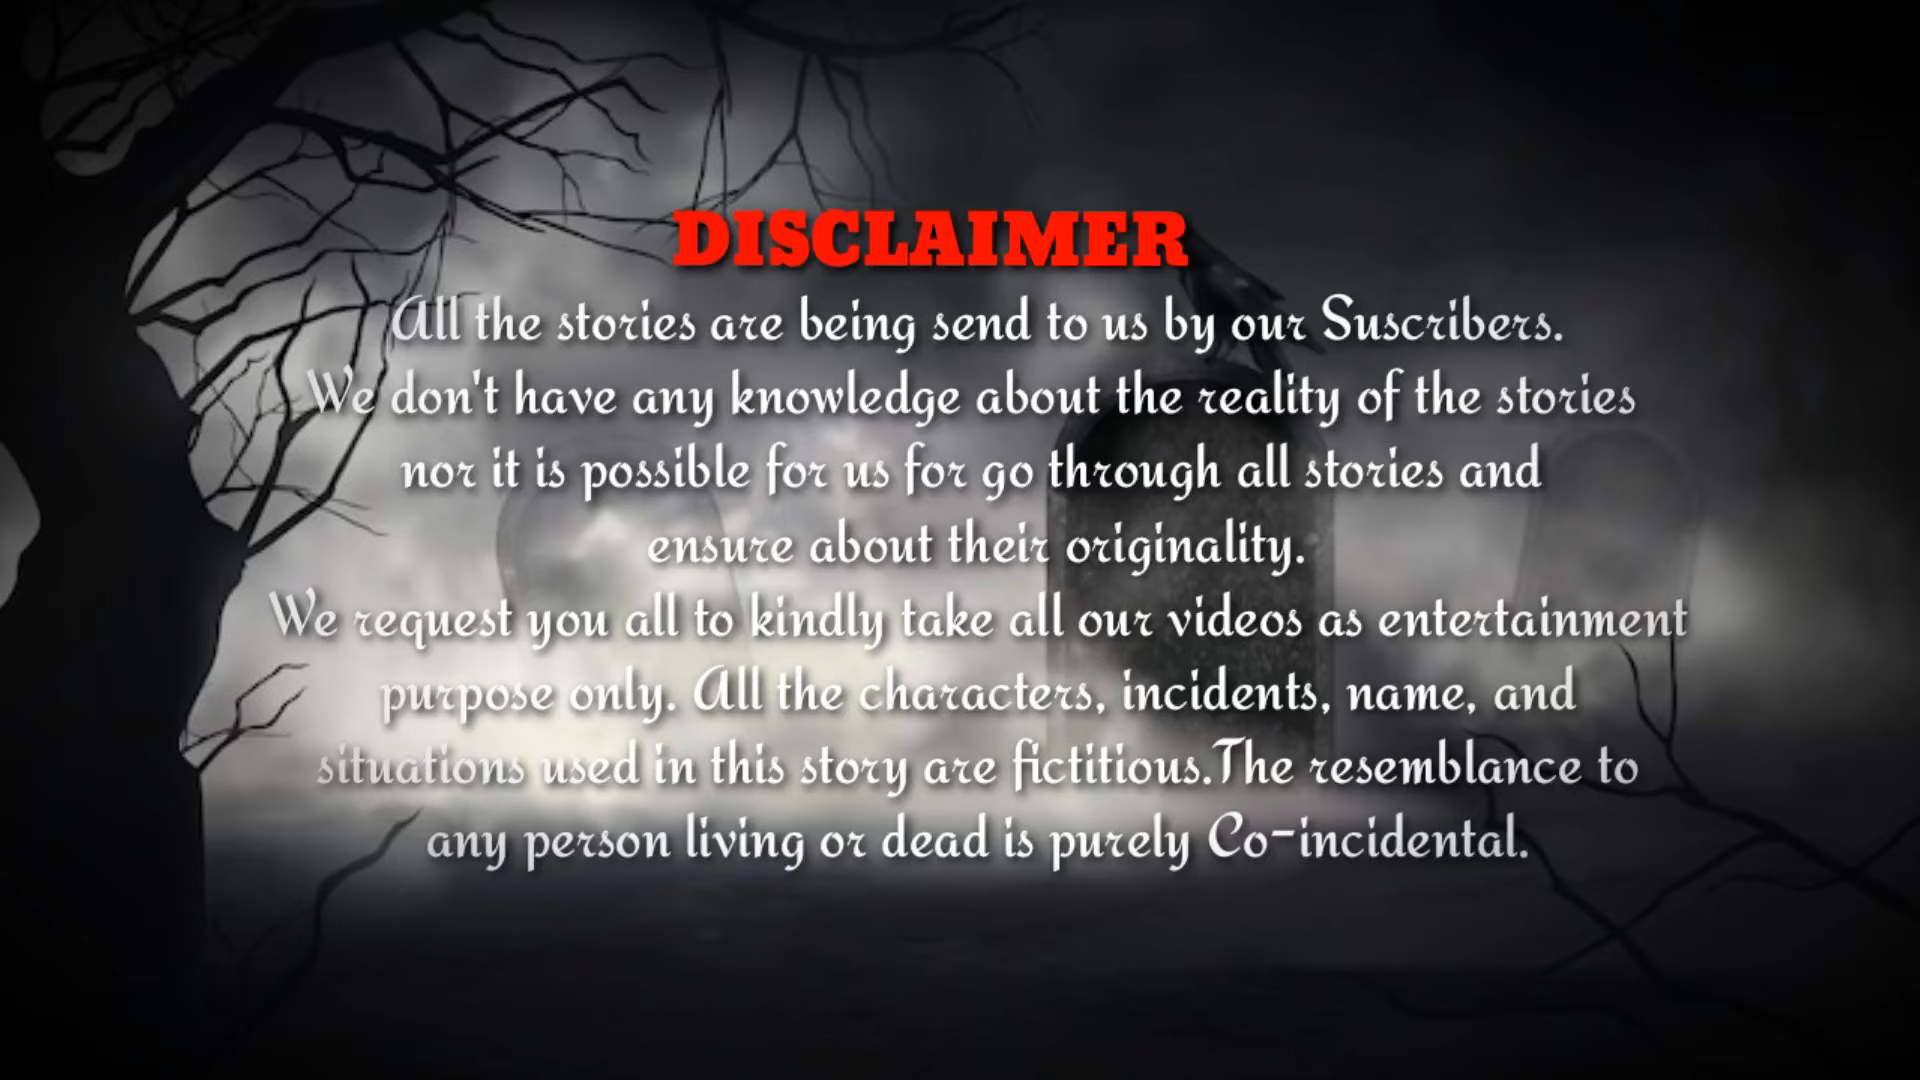 DISCLAIMER
All the stories are being send to us by our Suscribers.
We don't have any knowledge about the reality of the stories
nor it is possible for us for go through all stories and
ensure about their originality.
We request you all to kindly take all our videos as entertainment
purpose only. All the characters, incidents, name, and
situations used in this story are fictitious.The resemblance to
any person living or dead is purely Co-incidental.